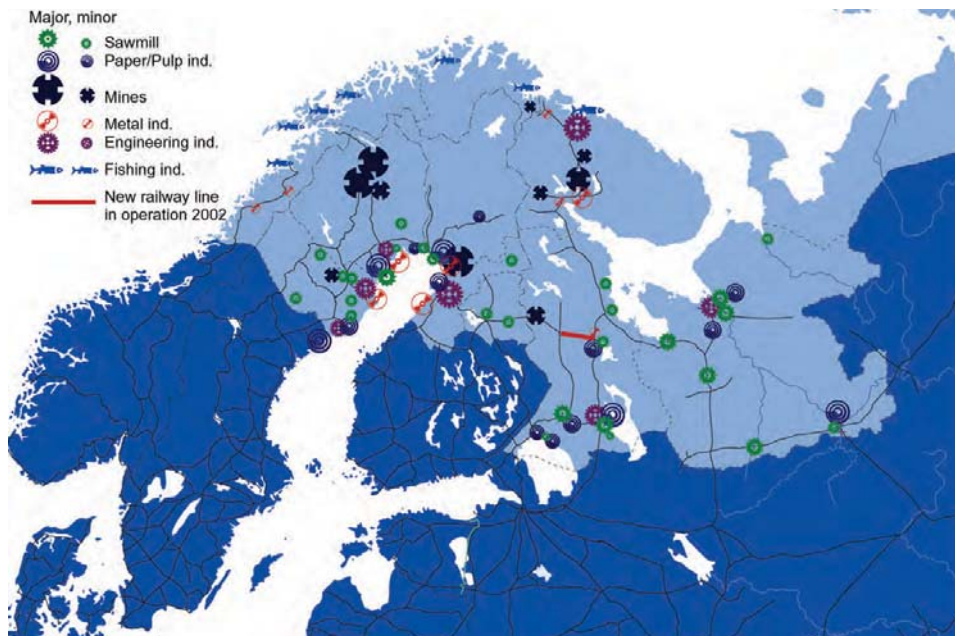 Major, minor
Sawmill
Paper/Pulp ind.
Mines
Metal ind.
Engineering ind.
Fishing ind.
New railway line
in operation 2002